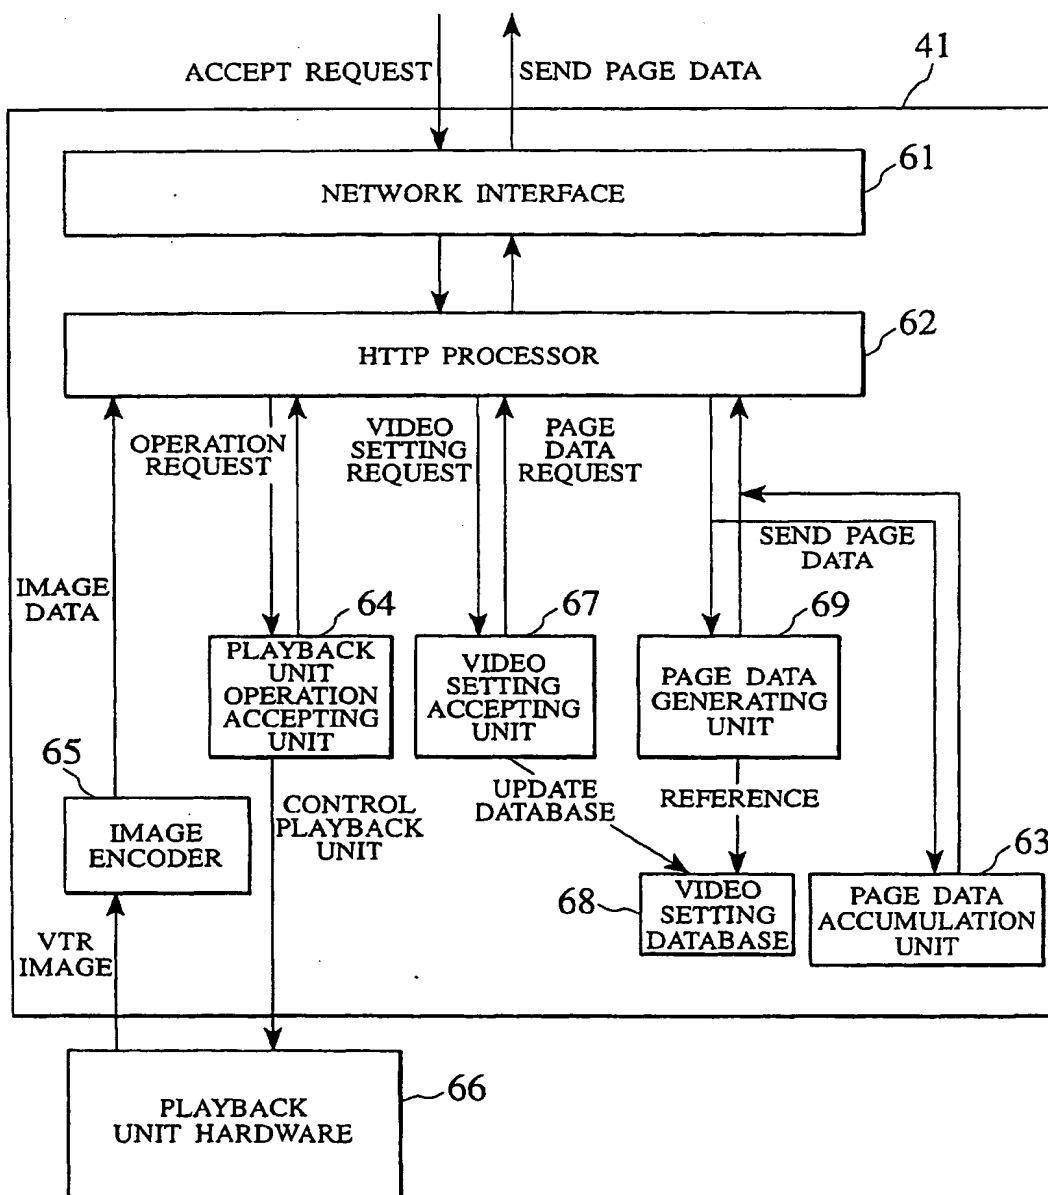 ACCEPT REQUEST
SEND PAGE DATA
41
61
NETWORK INTERFACE
62
HTTP PROCESSOR
OPERATION
REQUEST
VIDEO
SETTING
REQUEST
PAGE
DATA
REQUEST
SEND PAGE
DATA
IMAGE
DATA
64
PLAYBACK
UNIT
OPERATION
ACCEPTING
UNIT
67
VIDEO
SETTING
ACCEPTING
UNIT
69
PAGE DATA
GENERATING
UNIT
65
IMAGE
ENCODER
CONTROL
PLAYBACK
UNIT
UPDATE
DATABASE
REFERENCE
68
VIDEO
SETTING
DATABASE
63
PAGE DATA
ACCUMULATION
UNIT
VTR
IMAGE
66
PLAYBACK
UNIT HARDWARE